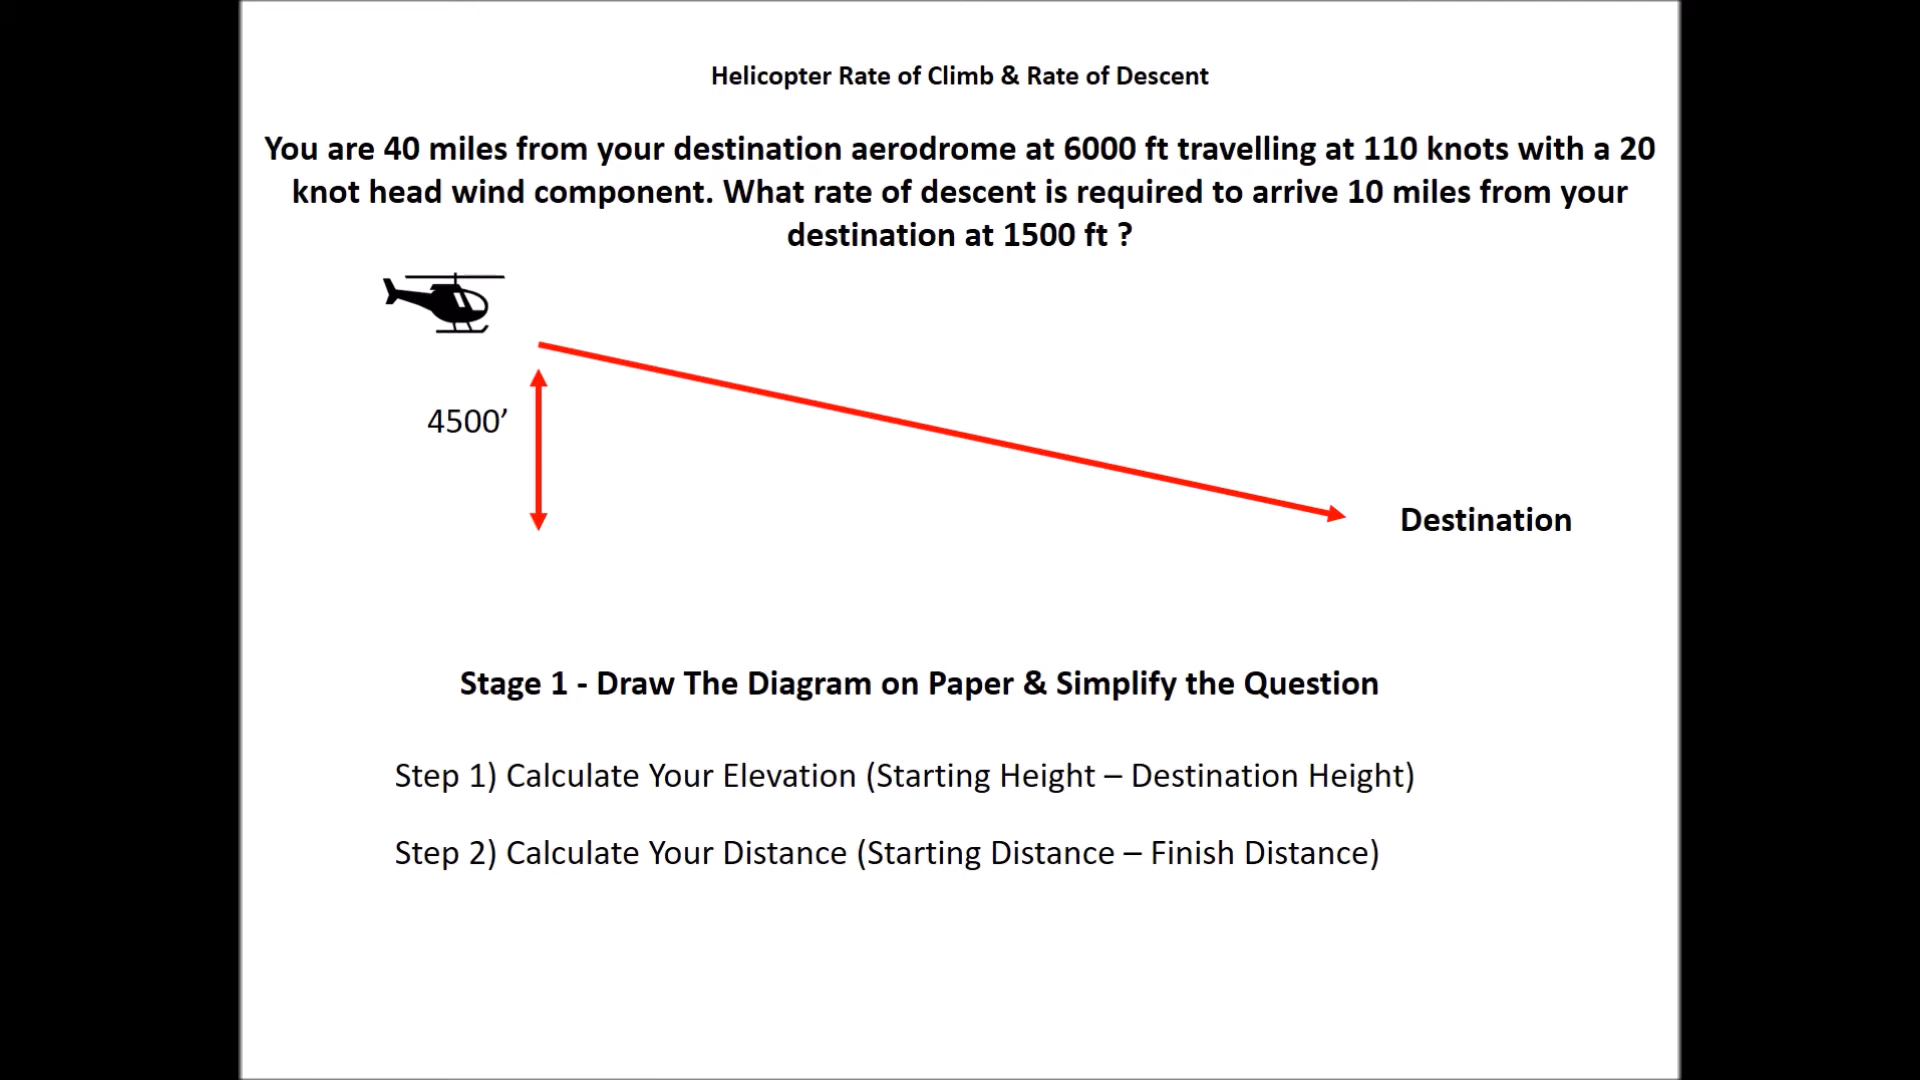 Helicopter Rate of Climb & Rate of Descent
You are 40 miles from your destination aerodrome at 6000 ft travelling at 110 knots with a 20
knot head wind component. What rate of descent is required to arrive 10 miles from your
destination at 1500 ft ?
4500’
Destination
Stage 1 - Draw The Diagram on Paper & Simplify the Question
Step 1) Calculate Your Elevation (Starting Height – Destination Height)
Step 2) Calculate Your Distance (Starting Distance – Finish Distance)